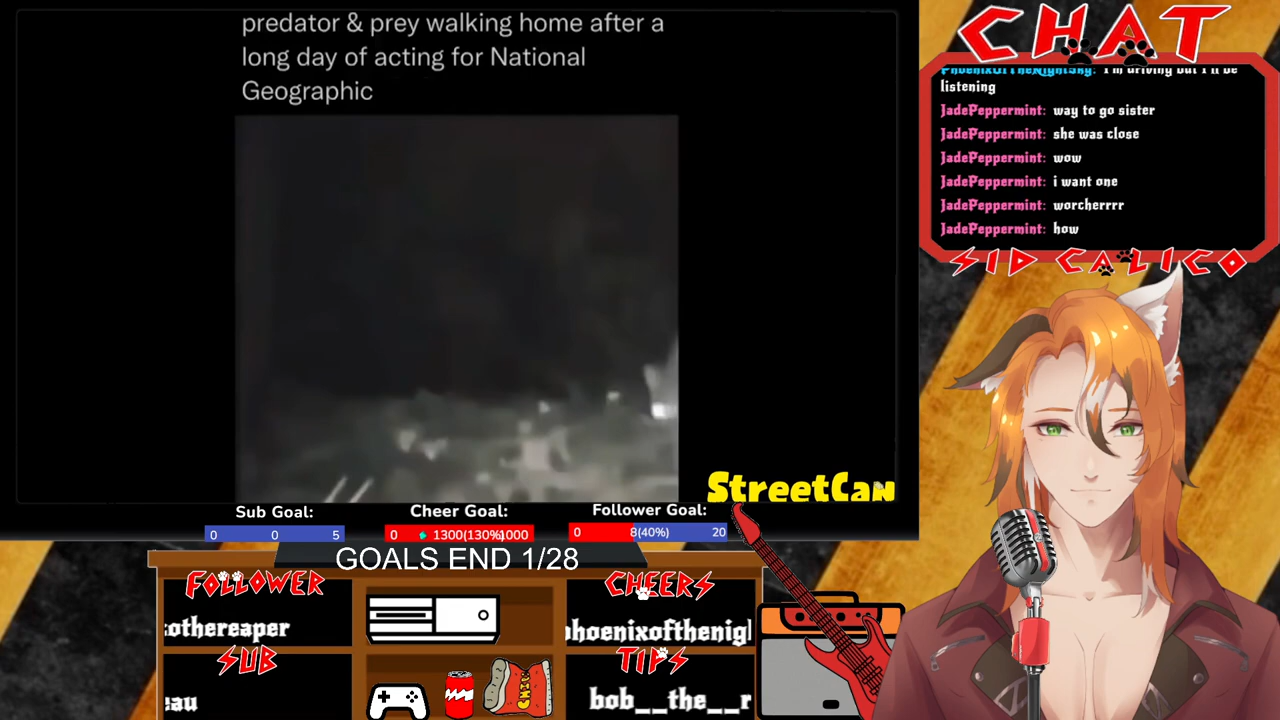 predator & prey walking home after a
long day of acting for National
Geographic
StreetCan
Sub Goal:
0 0 5
Cheer Goal:
0 1300(130%)1000
Follower Goal:
0 8(40%) 20
GOALS END 1/28
FOLLOWER
othereaper
SUB
CHEERS
phoenixofthenig
TIPS
bob__the__r
CHAT
PhoenixOfTheNightSky: i'm driving but i'll be
listening
JadePeppermint: way to go sister
JadePeppermint: she was close
JadePeppermint: wow
JadePeppermint: i want one
JadePeppermint: worcherrrr
JadePeppermint: how
SID CALICO